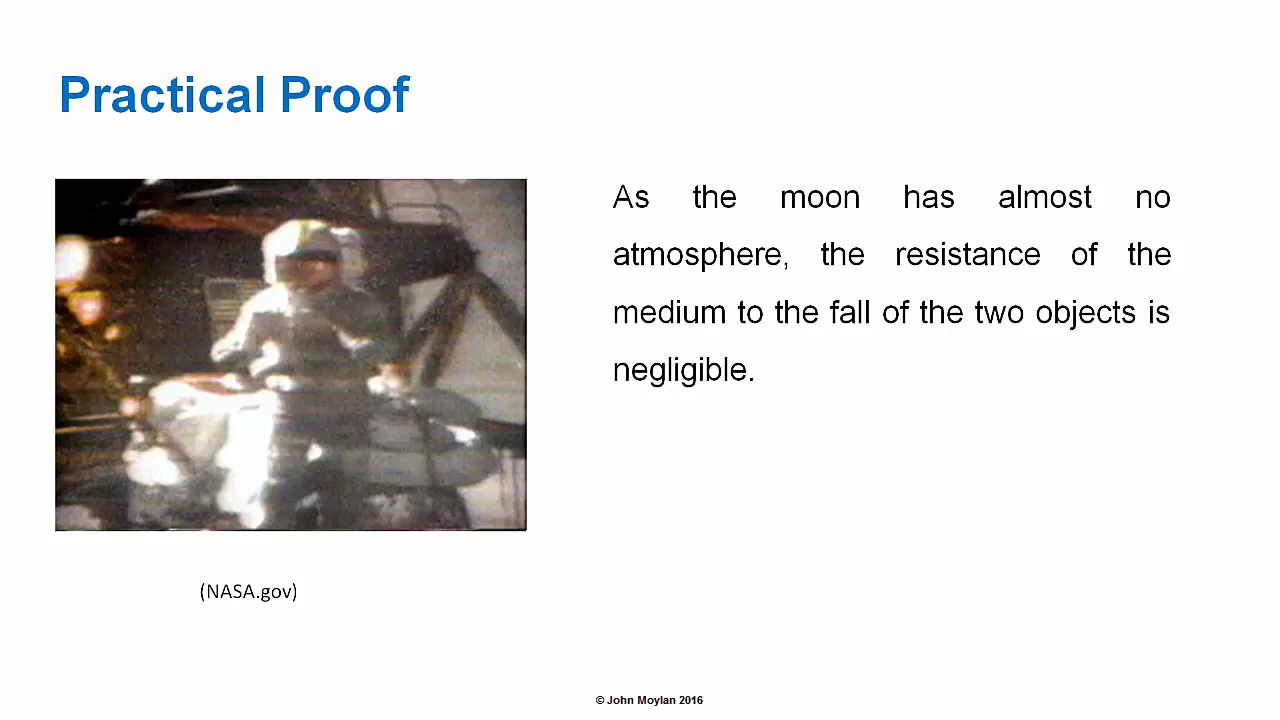 Practical Proof
As the moon has almost no
atmosphere, the resistance of the
medium to the fall of the two objects is
negligible.
(NASA.gov)
© John Moylan 2016